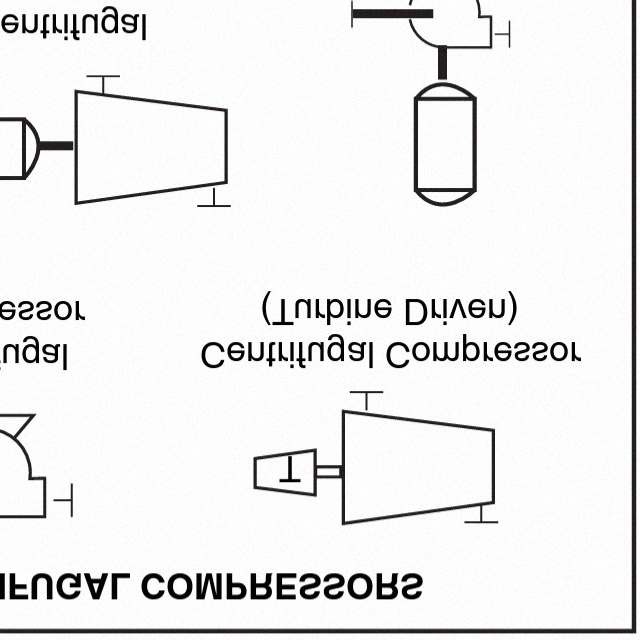 IFUGAL COMPRESSORS
T
ugal
essor
Centrifugal Compressor
(Turbine Driven)
entrifugal